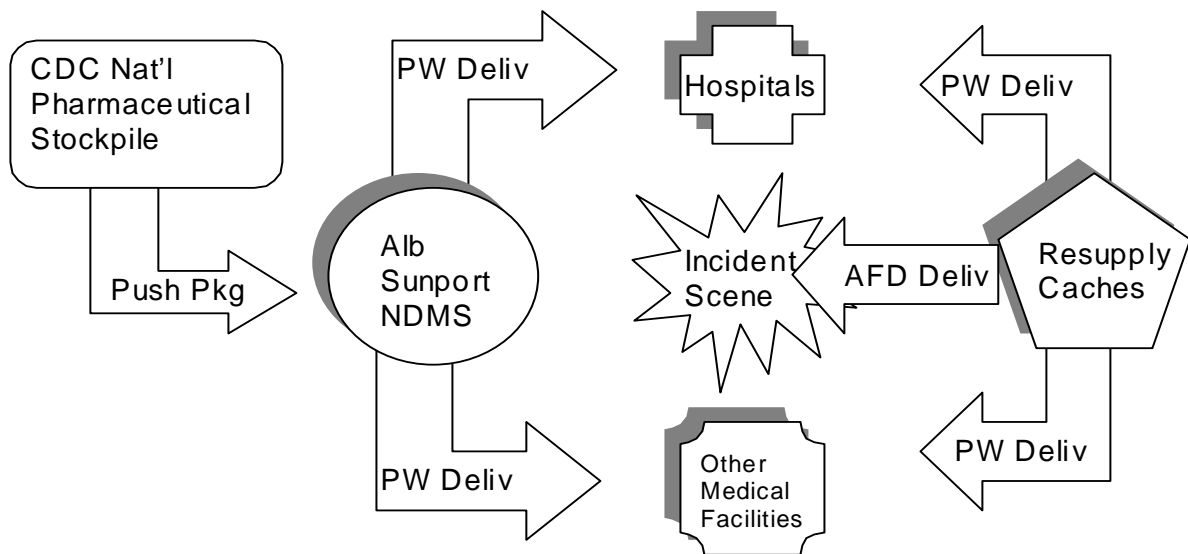 CDC Nat'l
Pharmaceutical
Stockpile
Push Pkg
Alb
Sunport
NDMS
PW Deliv
PW Deliv
Hospitals
Incident
Scene
Other
Medical
Facilities
PW Deliv
AFD Deliv
PW Deliv
Resupply
Caches